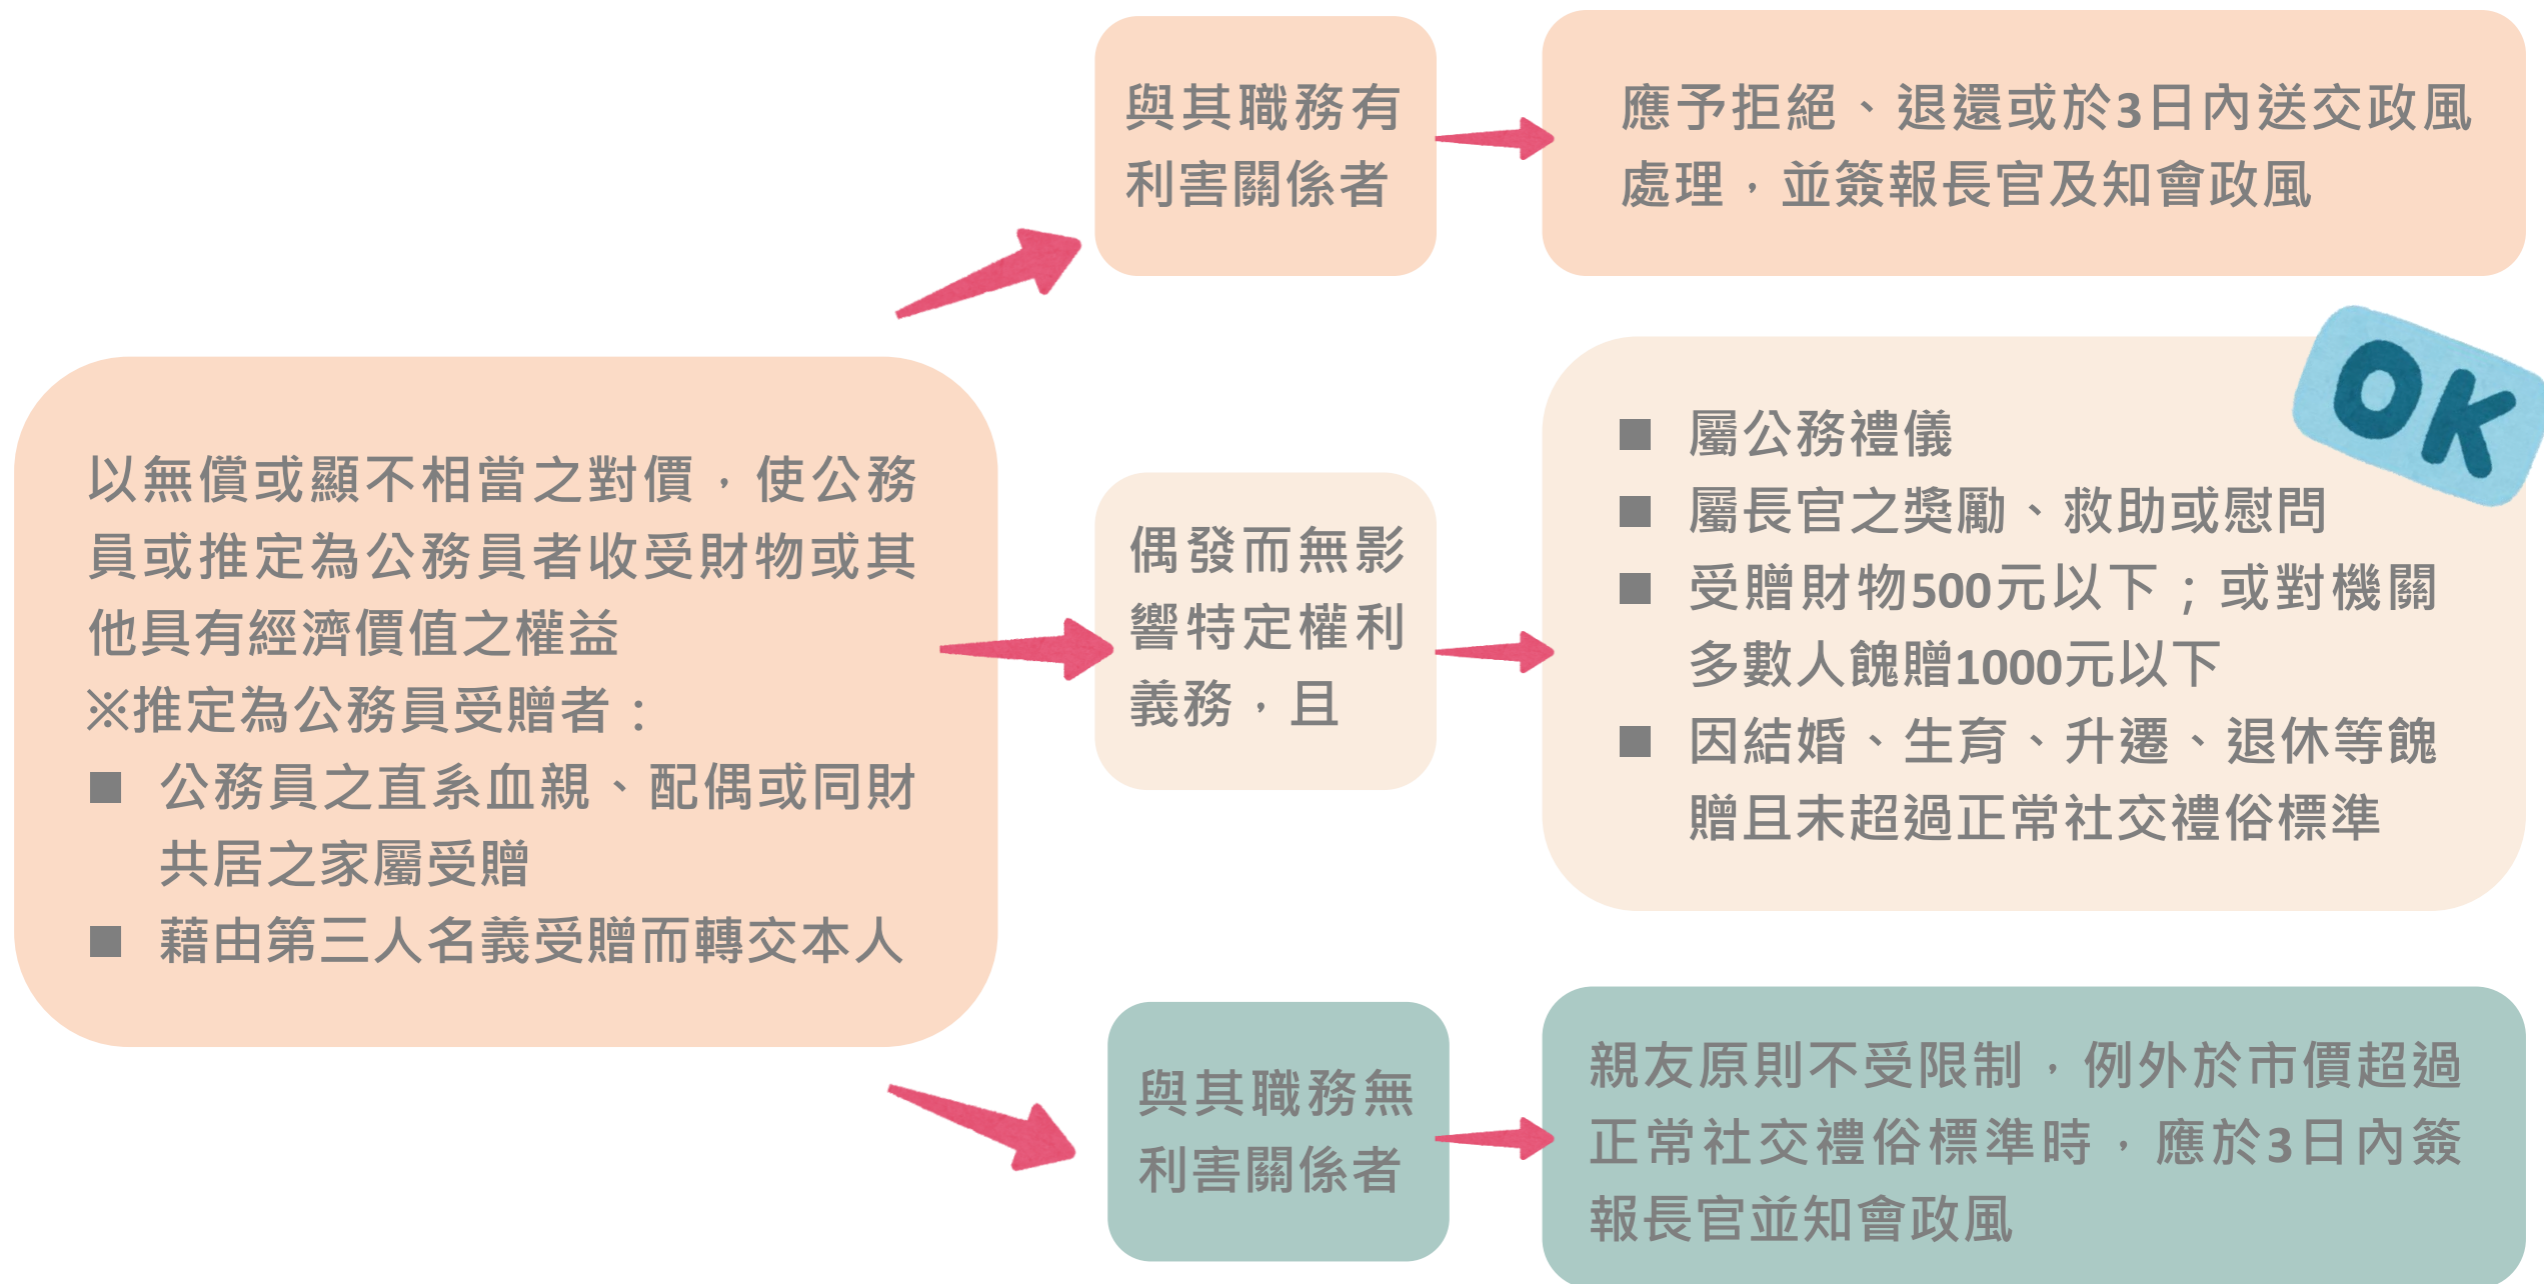 與其職務有
利害關係者
應予拒絕、退還或於3日內送交政風
處理，並簽報長官及知會政風
以無償或顯不相當之對價，使公務
員或推定為公務員者收受財物或其
他具有經濟價值之權益
※推定為公務員受贈者：
■ 公務員之直系血親、配偶或同財
共居之家屬受贈
■ 藉由第三人名義受贈而轉交本人
偶發而無影
響特定權利
義務，且
OK
■ 屬公務禮儀
■ 屬長官之獎勵、救助或慰問
■ 受贈財物500元以下；或對機關
多數人餽贈1000元以下
■ 因結婚、生育、升遷、退休等餽
贈且未超過正常社交禮俗標準
與其職務無
利害關係者
親友原則不受限制，例外於市價超過
正常社交禮俗標準時，應於3日內簽
報長官並知會政風